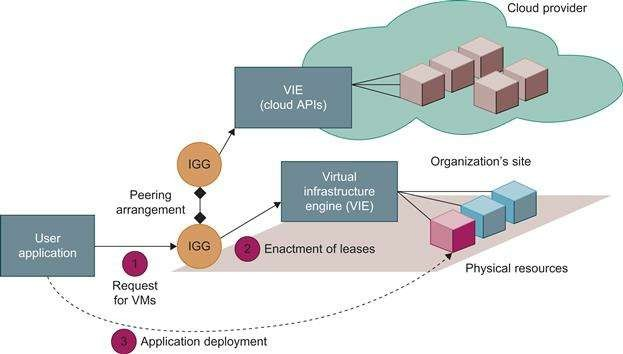 Cloud provider
VIE
(cloud APIs)
IGG
Organization's site
Peering
arrangement
Virtual
infrastructure
engine (VIE)
User
application
IGG
1
Request
for VMs
2
Enactment of leases
Physical resources
3
Application deployment